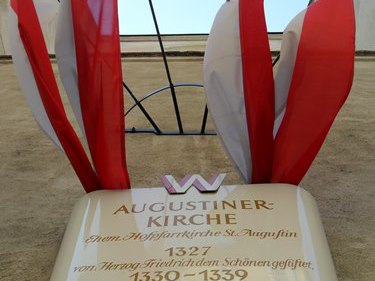 W
AUGUSTINER-
KIRCHE
Ehem. Hofpfarrkirche St. Augustin
1327
von Herzog Friedrich dem Schönen gestiftet,
1330-1339